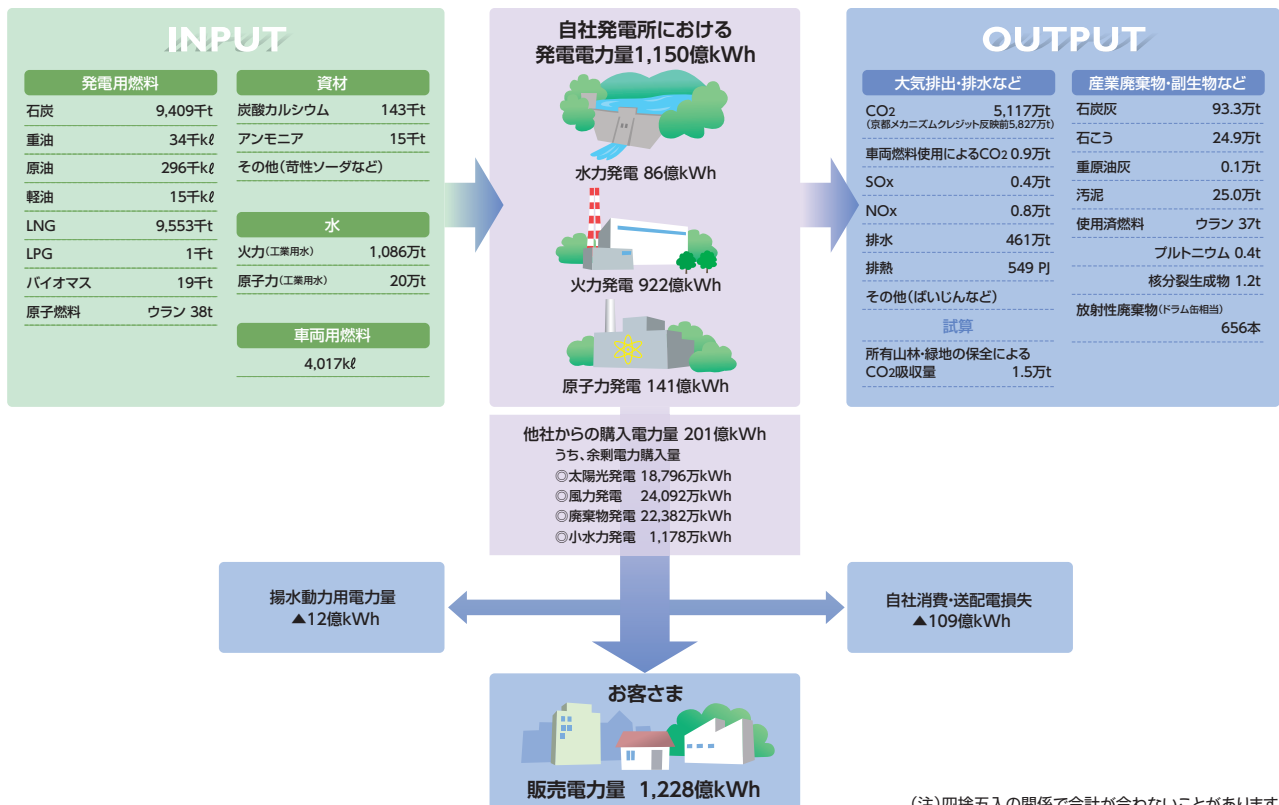 INPUT
発電用燃料
石炭 9,409千t
重油 34千kℓ
原油 296千kℓ
軽油 15千kℓ
LNG 9,553千t
LPG 1千t
バイオマス 19千t
原子燃料 ウラン 38t
資材
炭酸カルシウム 143千t
アンモニア 15千t
その他(苛性ソーダなど)
水
火力(工業用水) 1,086万t
原子力(工業用水) 20万t
車両用燃料
4,017kℓ
自社発電所における
発電電力量1,150億kWh
水力発電 86億kWh
火力発電 922億kWh
原子力発電 141億kWh
OUTPUT
大気排出・排水など
CO2 5,117万t
(京都メカニズムクレジット反映前5,827万t)
車両燃料使用によるCO2 0.9万t
SOx 0.4万t
NOx 0.8万t
排水 461万t
排熱 549 PJ
その他(ばいじんなど)
試算
所有山林・緑地の保全による
CO2吸収量 1.5万t
産業廃棄物・副生物など
石炭灰 93.3万t
石こう 24.9万t
重原油灰 0.1万t
汚泥 25.0万t
使用済燃料 ウラン 37t
プルトニウム 0.4t
核分裂生成物 1.2t
放射性廃棄物(ドラム缶相当)
656本
他社からの購入電力量 201億kWh
うち、余剰電力購入量
◎太陽光発電 18,796万kWh
◎風力発電 24,092万kWh
◎廃棄物発電 22,382万kWh
◎小水力発電 1,178万kWh
揚水動力用電力量
▲12億kWh
自社消費・送配電損失
▲109億kWh
お客さま
販売電力量 1,228億kWh
(注)四捨五入の関係で合計が合わないことがあります